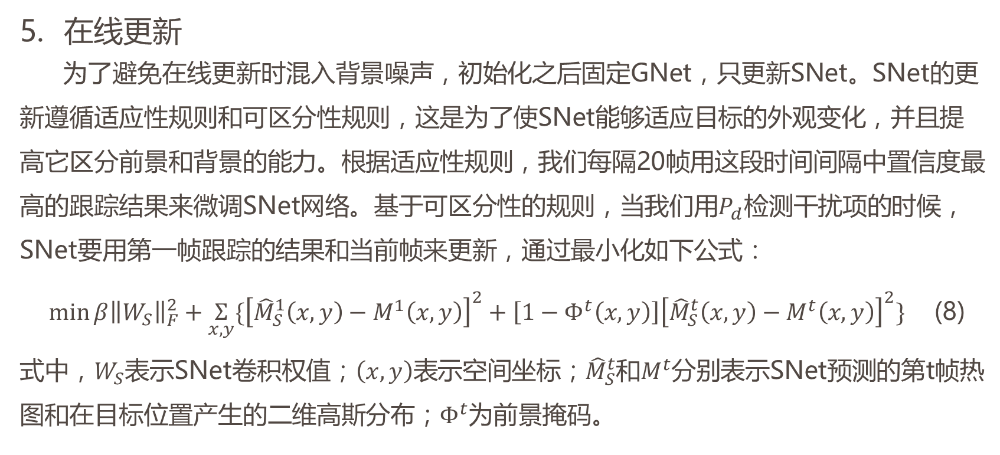 5. 在线更新
为了避免在线更新时混入背景噪声，初始化之后固定GNet，只更新SNet。SNet的更
新遵循适应性规则和可区分性规则，这是为了使SNet能够适应目标的外观变化，并且提
高它区分前景和背景的能力。根据适应性规则，我们每隔20帧用这段时间间隔中置信度最
高的跟踪结果来微调SNet网络。基于可区分性的规则，当我们用$P_d$检测干扰项的时候，
SNet要用第一帧跟踪的结果和当前帧来更新，通过最小化如下公式：
$\min \beta \|W_S\|_F^2 + \sum_{x,y} \{[\widehat{M}_S^1(x,y) - M^1(x,y)]^2 + [1 - \Phi^t(x,y)][\widehat{M}_S^t(x,y) - M^t(x,y)]^2\}$ (8)
式中，$W_S$表示SNet卷积权值；$(x,y)$表示空间坐标；$\widehat{M}_S^t$和$M^t$分别表示SNet预测的第t帧热
图和在目标位置产生的二维高斯分布；$\Phi^t$为前景掩码。